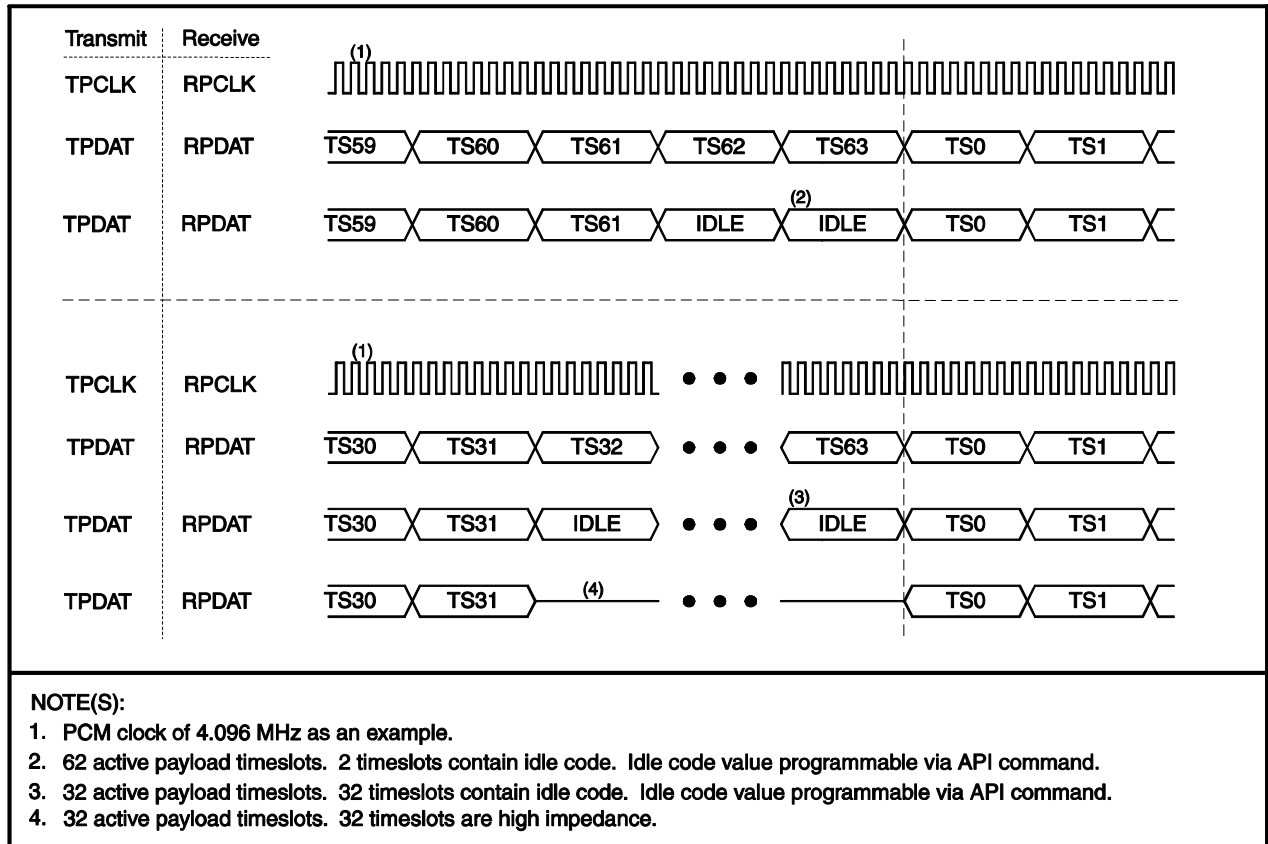 Transmit Receive
(1)
TPCLK RPCLK
TPDAT RPDAT TS59 TS60 TS61 TS62 TS63 TS0 TS1
(2)
TPDAT RPDAT TS59 TS60 TS61 IDLE IDLE TS0 TS1
(1)
TPCLK RPCLK
TPDAT RPDAT TS30 TS31 TS32 TS63 TS0 TS1
(3)
TPDAT RPDAT TS30 TS31 IDLE IDLE TS0 TS1
(4)
TPDAT RPDAT TS30 TS31 TS0 TS1
NOTE(S):
1. PCM clock of 4.096 MHz as an example.
2. 62 active payload timeslots. 2 timeslots contain idle code. Idle code value programmable via API command.
3. 32 active payload timeslots. 32 timeslots contain idle code. Idle code value programmable via API command.
4. 32 active payload timeslots. 32 timeslots are high impedance.